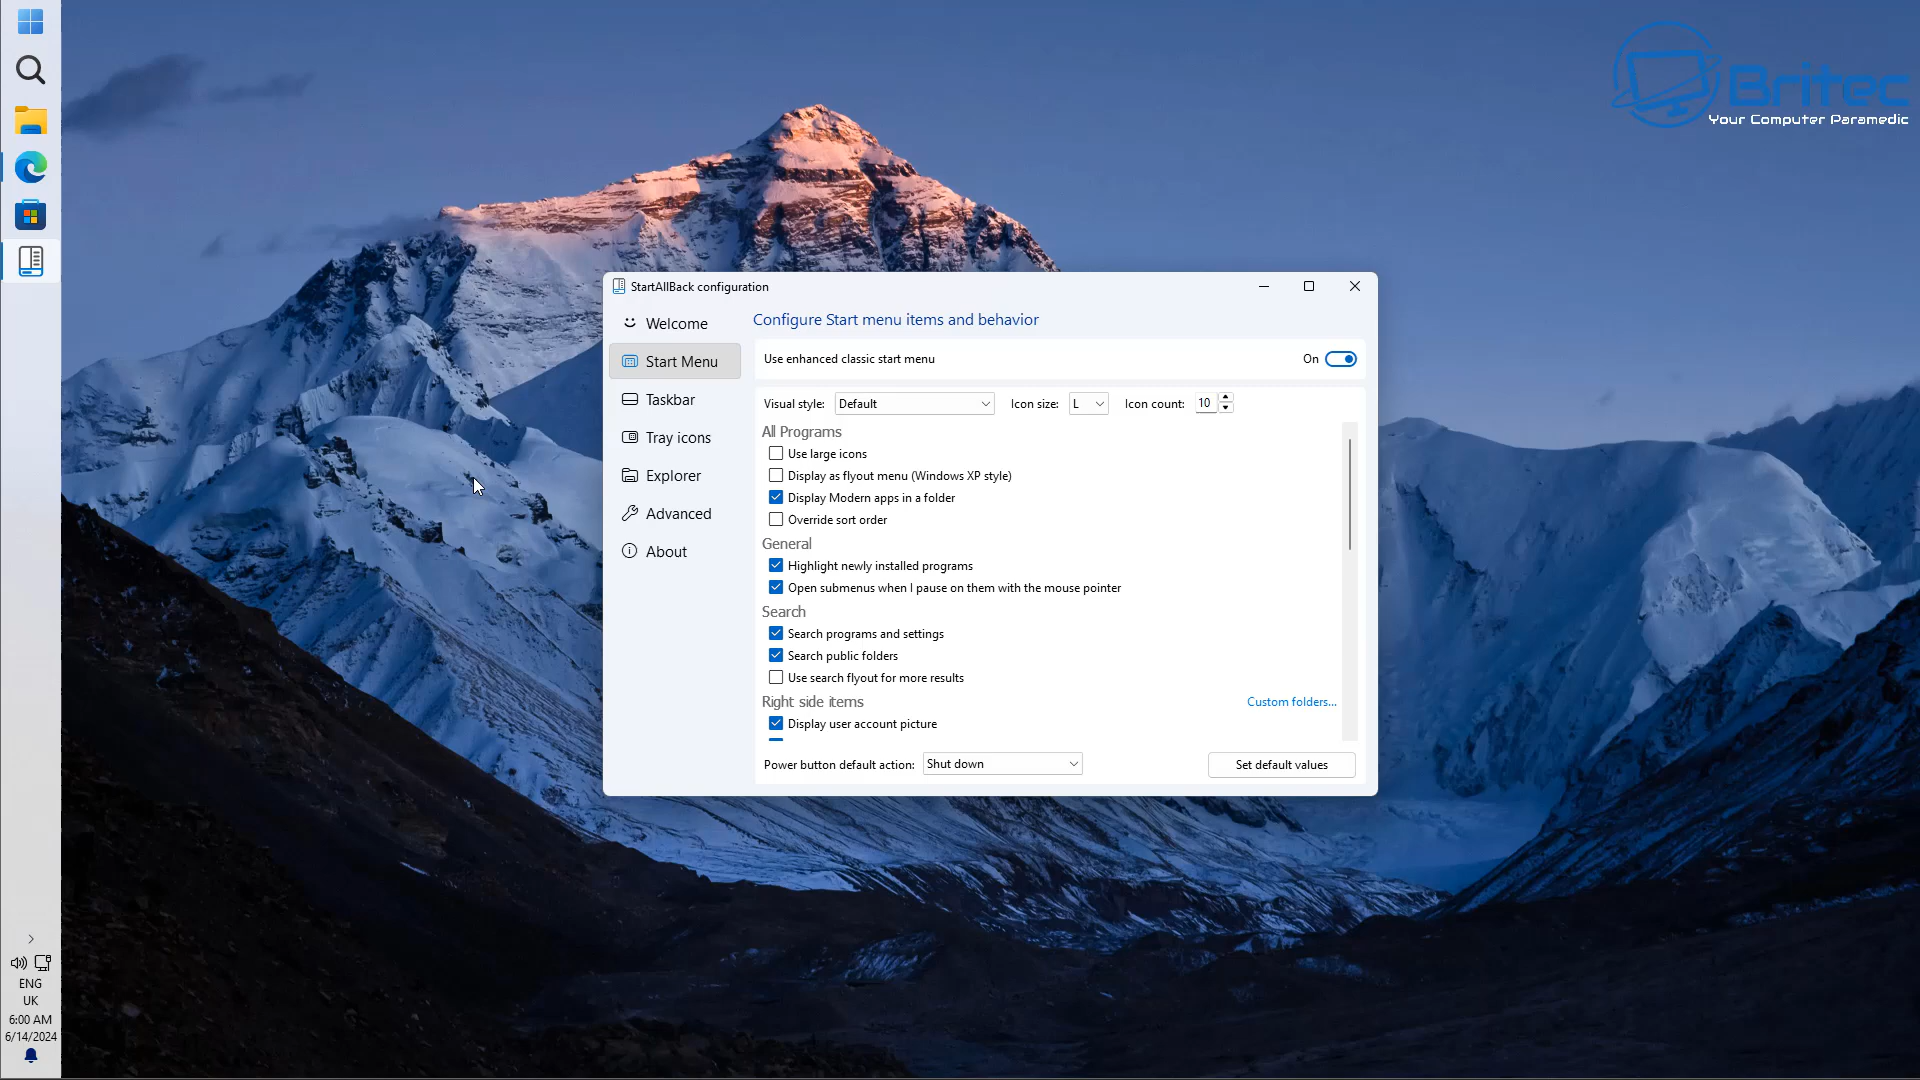 Britec
Your Computer Paramedic
StartAllBack configuration
Welcome
Start Menu
Taskbar
Tray icons
Explorer
Advanced
About
Configure Start menu items and behavior
Use enhanced classic start menu
On
Visual style:
Default
Icon size:
L
Icon count:
10
All Programs
Use large icons
Display as flyout menu (Windows XP style)
Display Modern apps in a folder
Override sort order
General
Highlight newly installed programs
Open submenus when I pause on them with the mouse pointer
Search
Search programs and settings
Search public folders
Use search flyout for more results
Right side items
Custom folders...
Display user account picture
Power button default action:
Shut down
Set default values
ENG
UK
6:00 AM
6/14/2024